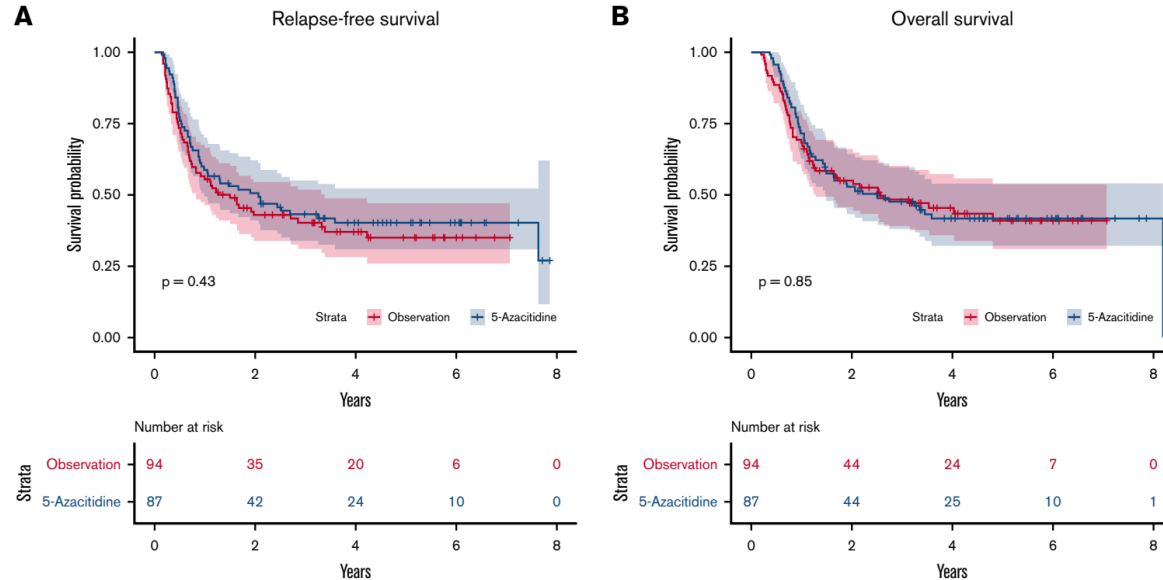 A
Relapse-free survival
1.00
0.75
0.50
0.25
0.00
Survival probability
p = 0.43
Strata Observation 5-Azacitidine
0 2 4 6 8
Years
Number at risk
Strata
Observation 94 35 20 6 0
5-Azacitidine 87 42 24 10 0
0 2 4 6 8
Years
B
Overall survival
1.00
0.75
0.50
0.25
0.00
Survival probability
p = 0.85
Strata Observation 5-Azacitidine
0 2 4 6 8
Years
Number at risk
Strata
Observation 94 44 24 7 0
5-Azacitidine 87 44 25 10 1
0 2 4 6 8
Years